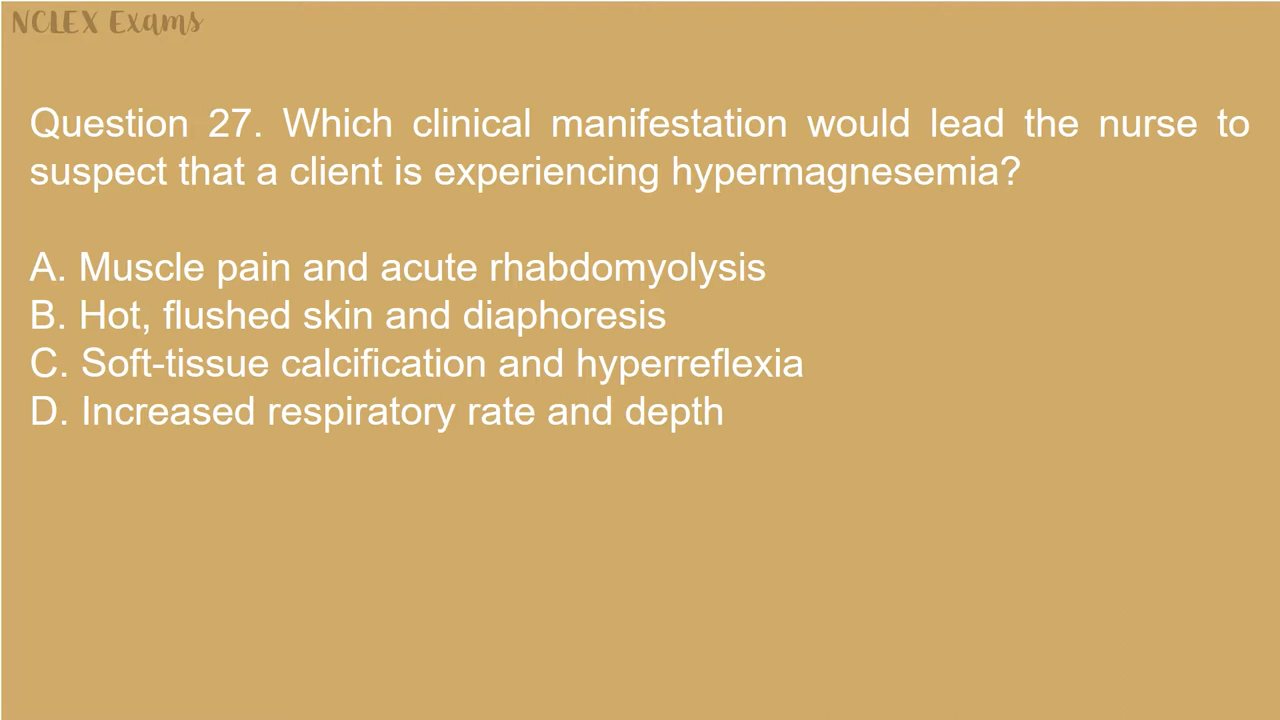 NCLEX Exams
Question 27. Which clinical manifestation would lead the nurse to
suspect that a client is experiencing hypermagnesemia?
A. Muscle pain and acute rhabdomyolysis
B. Hot, flushed skin and diaphoresis
C. Soft-tissue calcification and hyperreflexia
D. Increased respiratory rate and depth